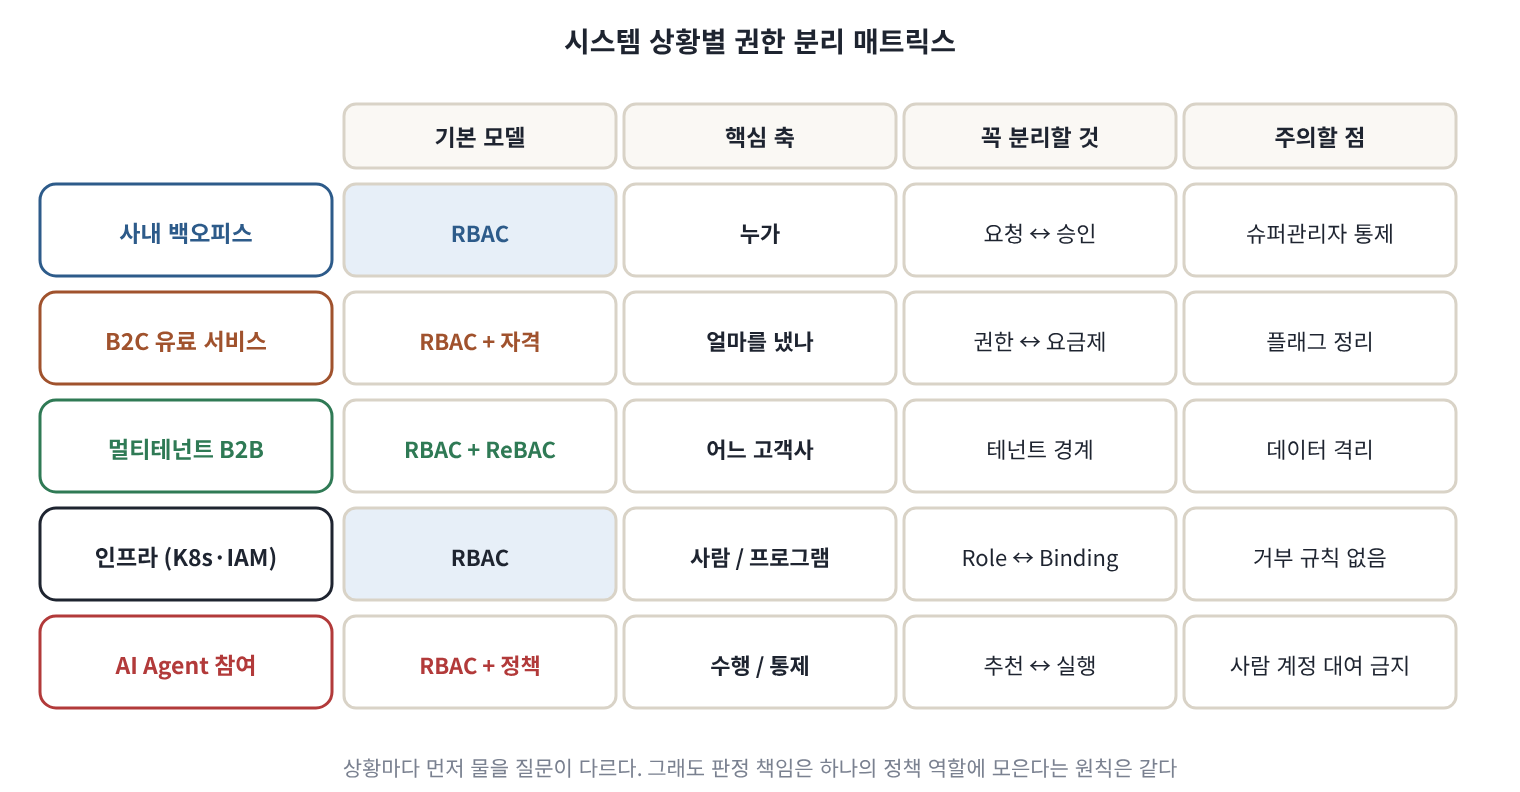 시스템 상황별 권한 분리 매트릭스
기본 모델 핵심 축 꼭 분리할 것 주의할 점
사내 백오피스 RBAC 누가 요청 ↔ 승인 슈퍼관리자 통제
B2C 유료 서비스 RBAC + 자격 얼마를 냈나 권한 ↔ 요금제 플래그 정리
멀티테넌트 B2B RBAC + ReBAC 어느 고객사 테넌트 경계 데이터 격리
인프라 (K8s·IAM) RBAC 사람 / 프로그램 Role ↔ Binding 거부 규칙 없음
AI Agent 참여 RBAC + 정책 수행 / 통제 추천 ↔ 실행 사람 계정 대여 금지
상황마다 먼저 물을 질문이 다르다. 그래도 판정 책임은 하나의 정책 역할에 모은다는 원칙은 같다